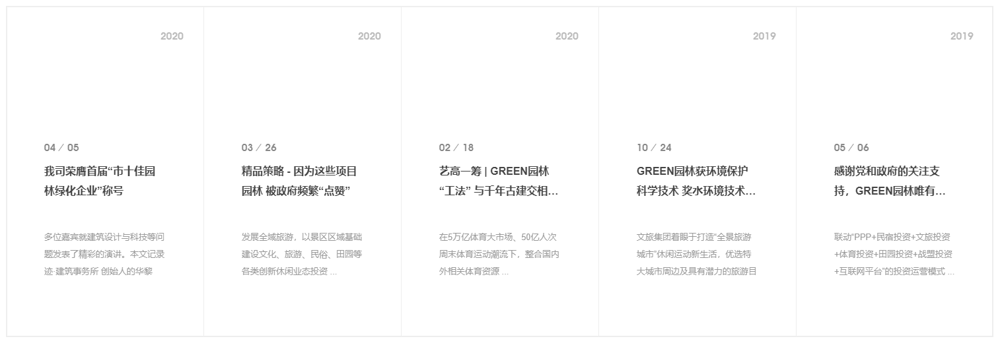 2020
04 / 05
我司荣膺首届“市十佳园
林绿化企业”称号
多位嘉宾就建筑设计与科技等问
题发表了精彩的演讲。本文记录
迹·建筑事务所 创始人的华黎
2020
03 / 26
精品策略 - 因为这些项目
园林 被政府频繁“点赞”
发展全域旅游，以景区区域基础
建设文化、旅游、民俗、田园等
各类创新休闲业态投资 ...
2020
02 / 18
艺高一筹 | GREEN园林
“工法” 与千年古建交相...
在5万亿体育大市场、50亿人次
周末体育运动潮流下，整合国内
外相关体育资源 ...
2019
10 / 24
GREEN园林获环境保护
科学技术 奖水环境技术...
文旅集团着眼于打造“全景旅游
城市”休闲运动新生活，优选特
大城市周边及具有潜力的旅游目
2019
05 / 06
感谢党和政府的关注支
持，GREEN园林唯有...
联动“PPP+民宿投资+文旅投资
+体育投资+田园投资+战盟投资
+互联网平台”的投资运营模式 ...